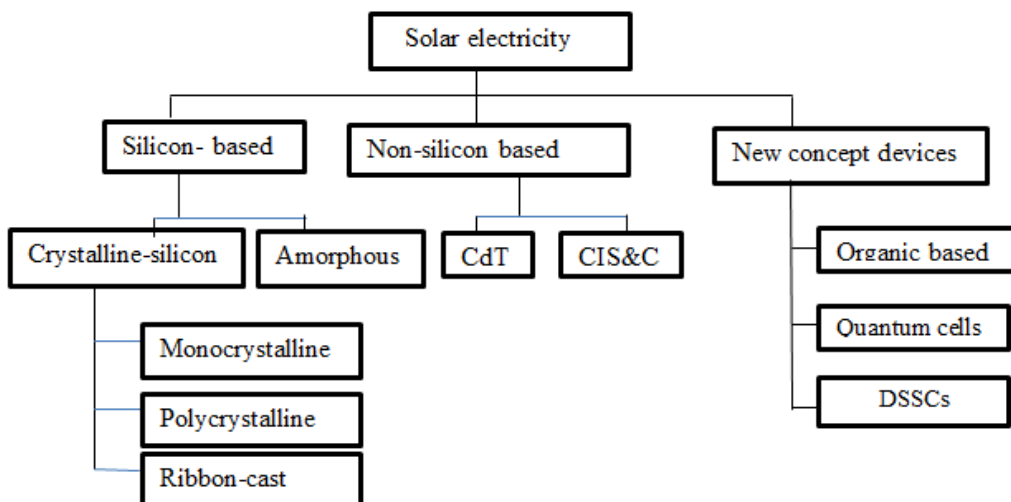 Solar electricity
Silicon- based
Non-silicon based
New concept devices
Crystalline-silicon
Amorphous
CdT
CIS&C
Organic based
Monocrystalline
Quantum cells
Polycrystalline
DSSCs
Ribbon-cast